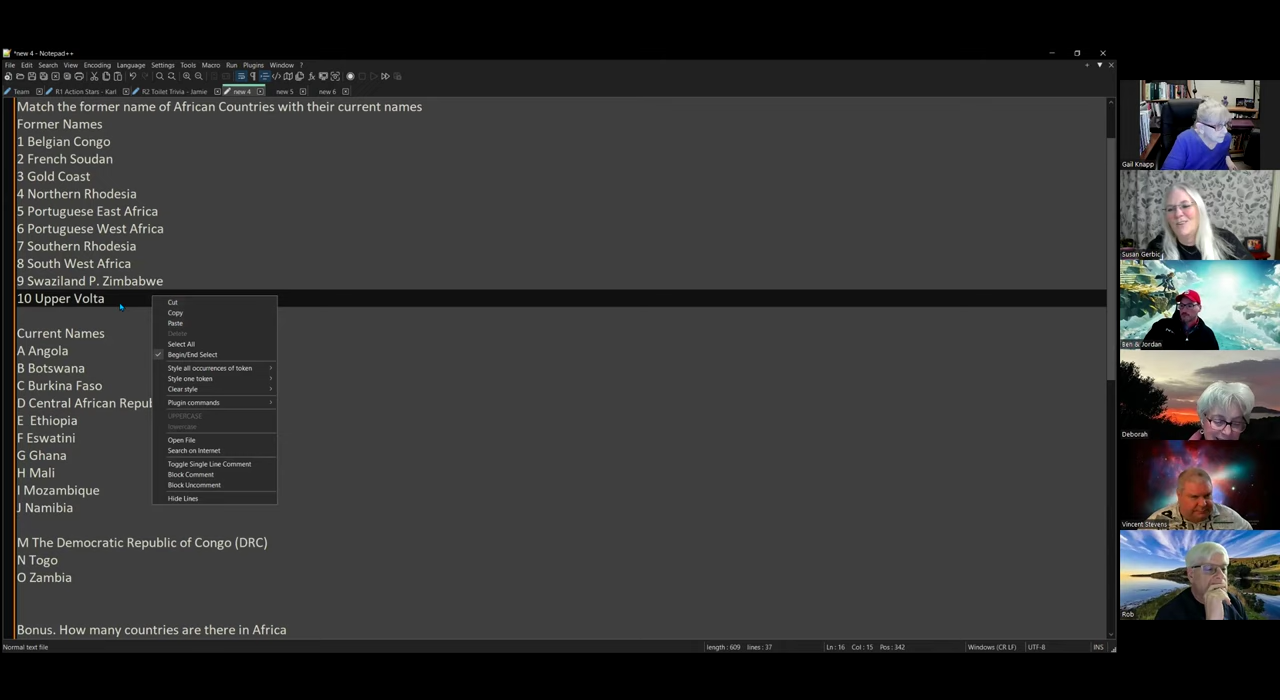 *new 4 - Notepad++
File Edit Search View Encoding Language Settings Tools Macro Run Plugins Window ?
Team R1 Action Stars - Karl R2 Toilet Trivia - Jamie new 4 new 5 new 6
Match the former name of African Countries with their current names
Former Names
1 Belgian Congo
2 French Soudan
3 Gold Coast
4 Northern Rhodesia
5 Portuguese East Africa
6 Portuguese West Africa
7 Southern Rhodesia
8 South West Africa
9 Swaziland P. Zimbabwe
10 Upper Volta
Current Names
A Angola
B Botswana
C Burkina Faso
D Central African Repub
E  Ethiopia
F Eswatini
G Ghana
H Mali
I Mozambique
J Namibia
M The Democratic Republic of Congo (DRC)
N Togo
O Zambia
Bonus. How many countries are there in Africa
Cut
Copy
Paste
Delete
Select All
Begin/End Select
Style all occurrences of token
Style one token
Clear style
Plugin commands
UPPERCASE
lowercase
Open File
Search on Internet
Toggle Single Line Comment
Block Comment
Block Uncomment
Hide Lines
Normal text file length : 609 lines : 37 Ln : 16 Col : 15 Pos : 342 Windows (CR LF) UTF-8 INS
Gail Knapp
Susan Gerbic
Ben & Jordan
Deborah
Vincent Stevens
Rob